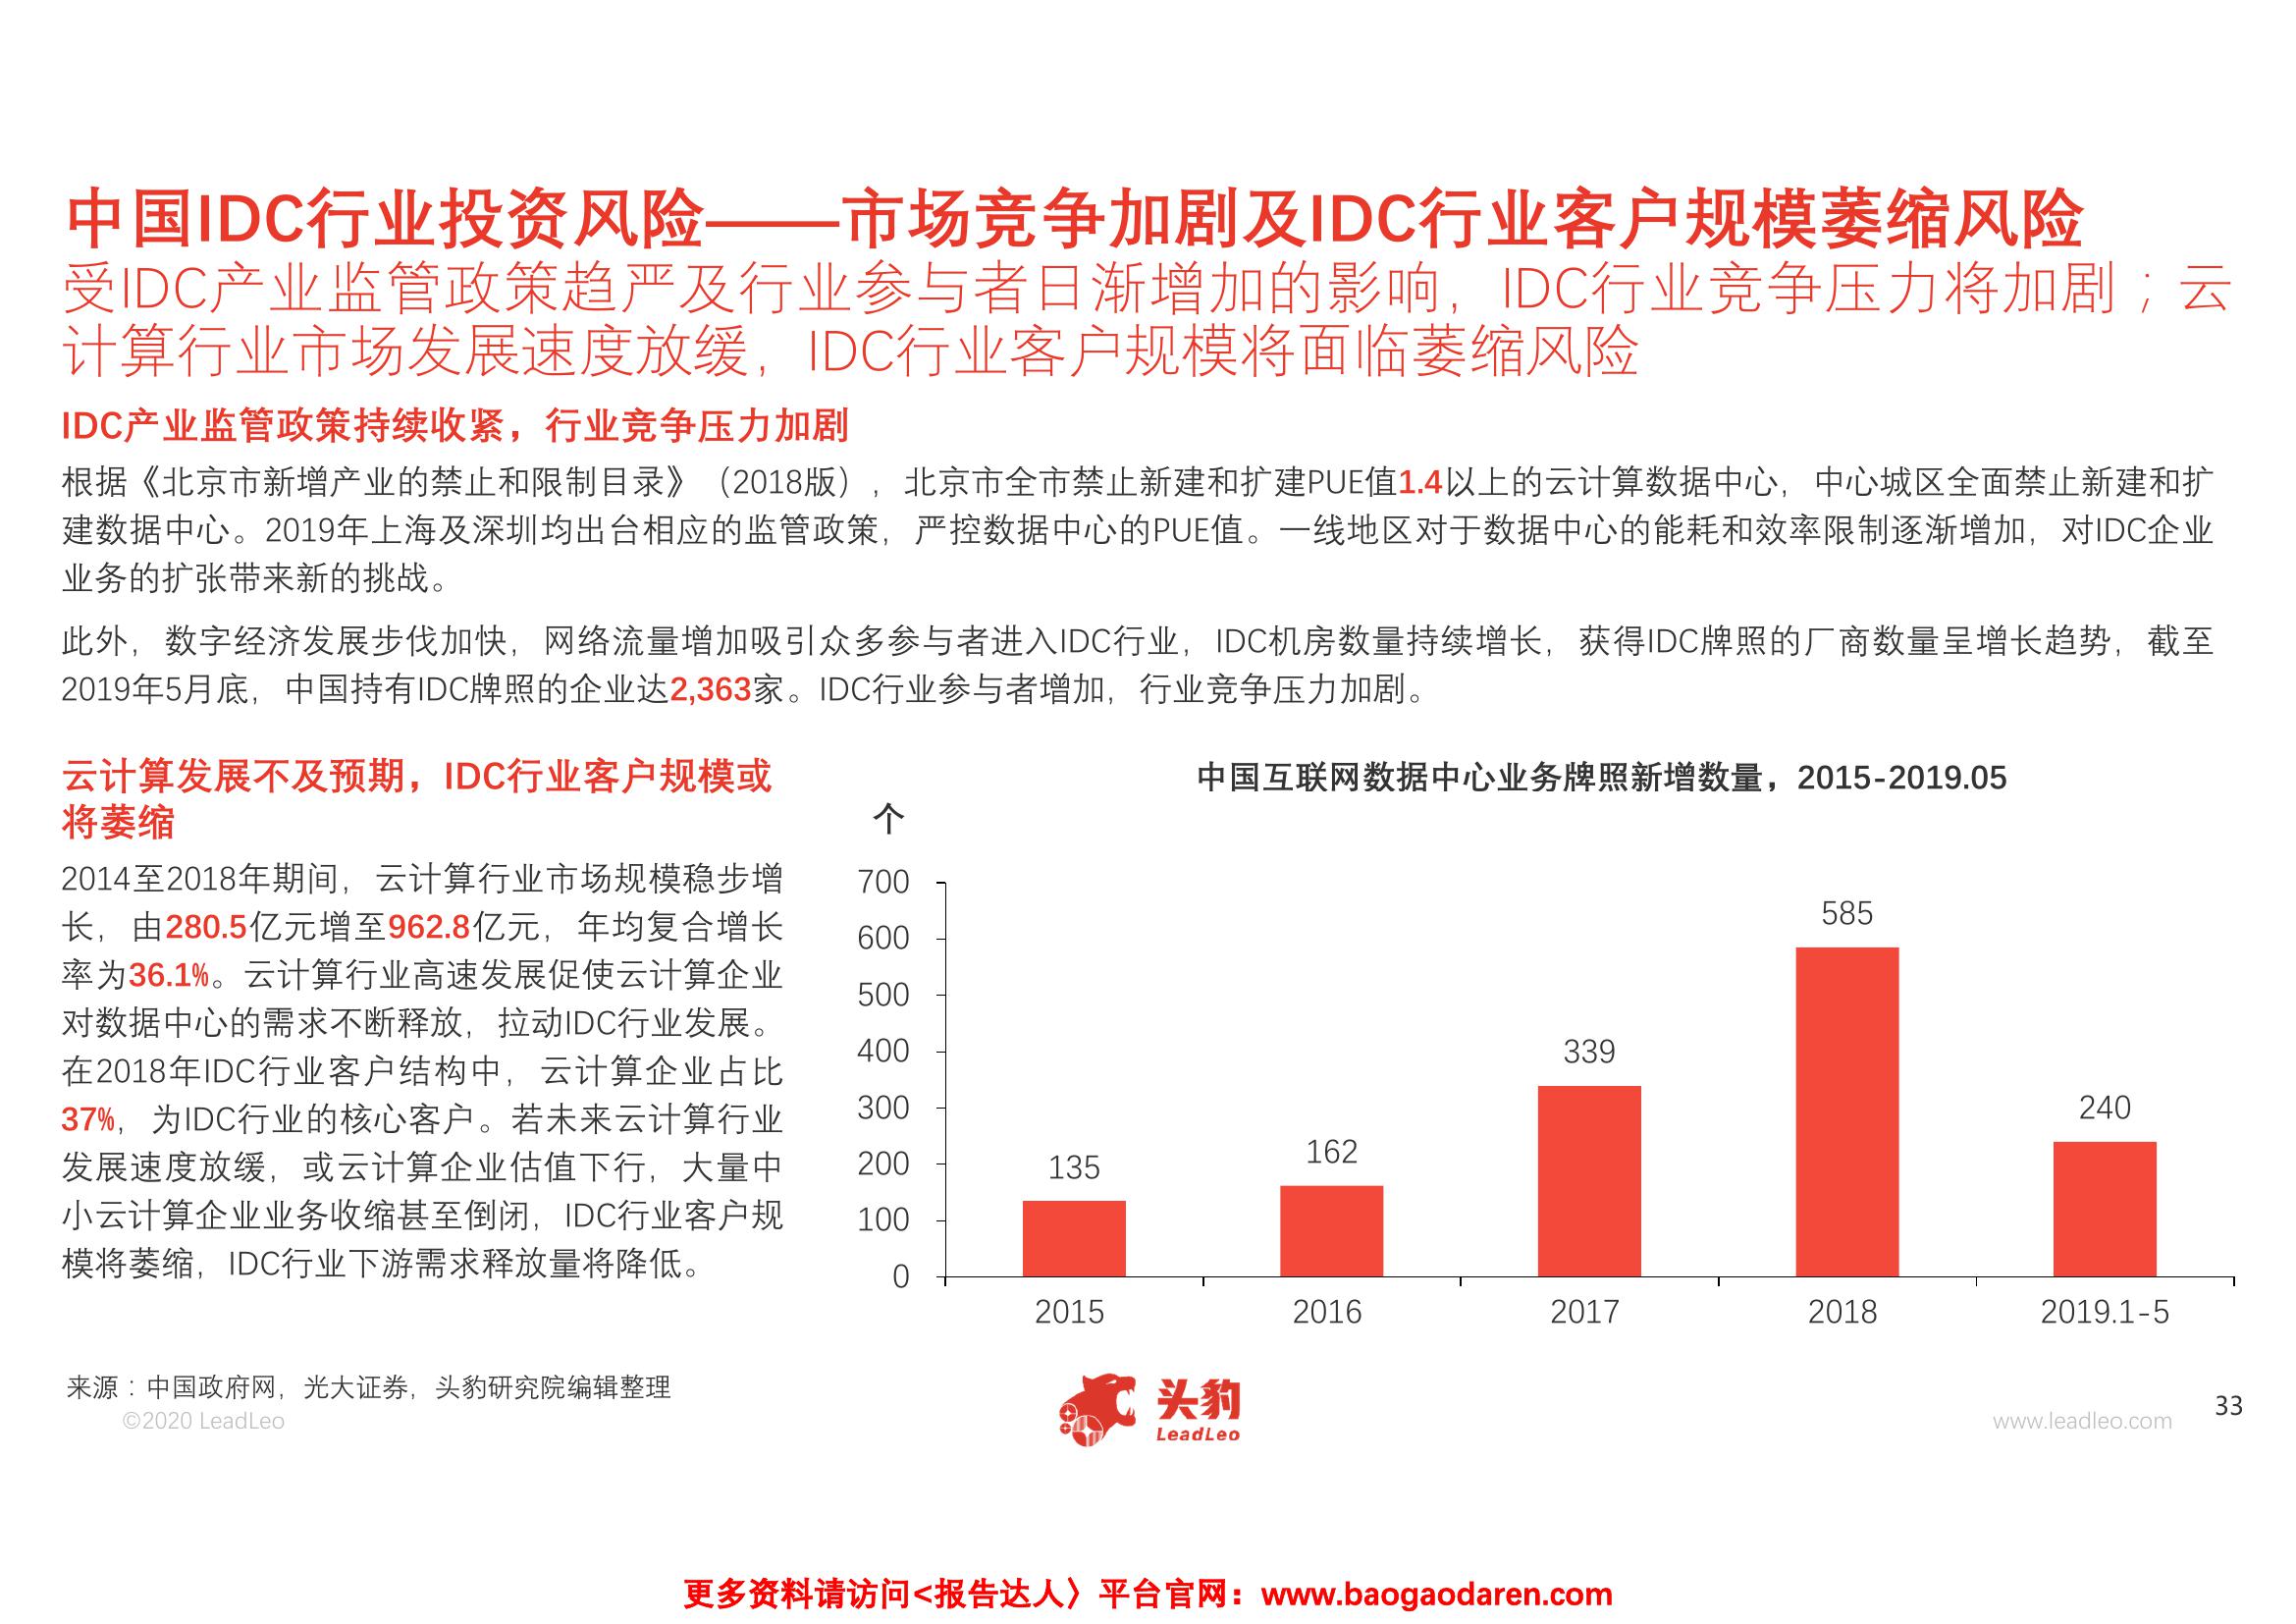 中国IDC行业投资风险——市场竞争加剧及IDC行业客户规模萎缩风险
受IDC产业监管政策趋严及行业参与者日渐增加的影响，IDC行业竞争压力将加剧；云
计算行业市场发展速度放缓，IDC行业客户规模将面临萎缩风险
IDC产业监管政策持续收紧，行业竞争压力加剧
根据《北京市新增产业的禁止和限制目录》（2018版），北京市全市禁止新建和扩建PUE值1.4以上的云计算数据中心，中心城区全面禁止新建和扩
建数据中心。2019年上海及深圳均出台相应的监管政策，严控数据中心的PUE值。一线地区对于数据中心的能耗和效率限制逐渐增加，对IDC企业
业务的扩张带来新的挑战。
此外，数字经济发展步伐加快，网络流量增加吸引众多参与者进入IDC行业，IDC机房数量持续增长，获得IDC牌照的厂商数量呈增长趋势，截至
2019年5月底，中国持有IDC牌照的企业达2,363家。IDC行业参与者增加，行业竞争压力加剧。
云计算发展不及预期，IDC行业客户规模或
将萎缩
2014至2018年期间，云计算行业市场规模稳步增
长，由280.5亿元增至962.8亿元，年均复合增长
率为36.1%。云计算行业高速发展促使云计算企业
对数据中心的需求不断释放，拉动IDC行业发展。
在2018年IDC行业客户结构中，云计算企业占比
37%，为IDC行业的核心客户。若未来云计算行业
发展速度放缓，或云计算企业估值下行，大量中
小云计算企业业务收缩甚至倒闭，IDC行业客户规
模将萎缩，IDC行业下游需求释放量将降低。
中国互联网数据中心业务牌照新增数量，2015-2019.05
个
700
600
500
400
300
200
100
0
135
162
339
585
240
2015
2016
2017
2018
2019.1-5
来源：中国政府网，光大证券，头豹研究院编辑整理
©2020 LeadLeo
头豹
LeadLeo
www.leadleo.com
33
更多资料请访问<报告达人〉平台官网：www.baogaodaren.com